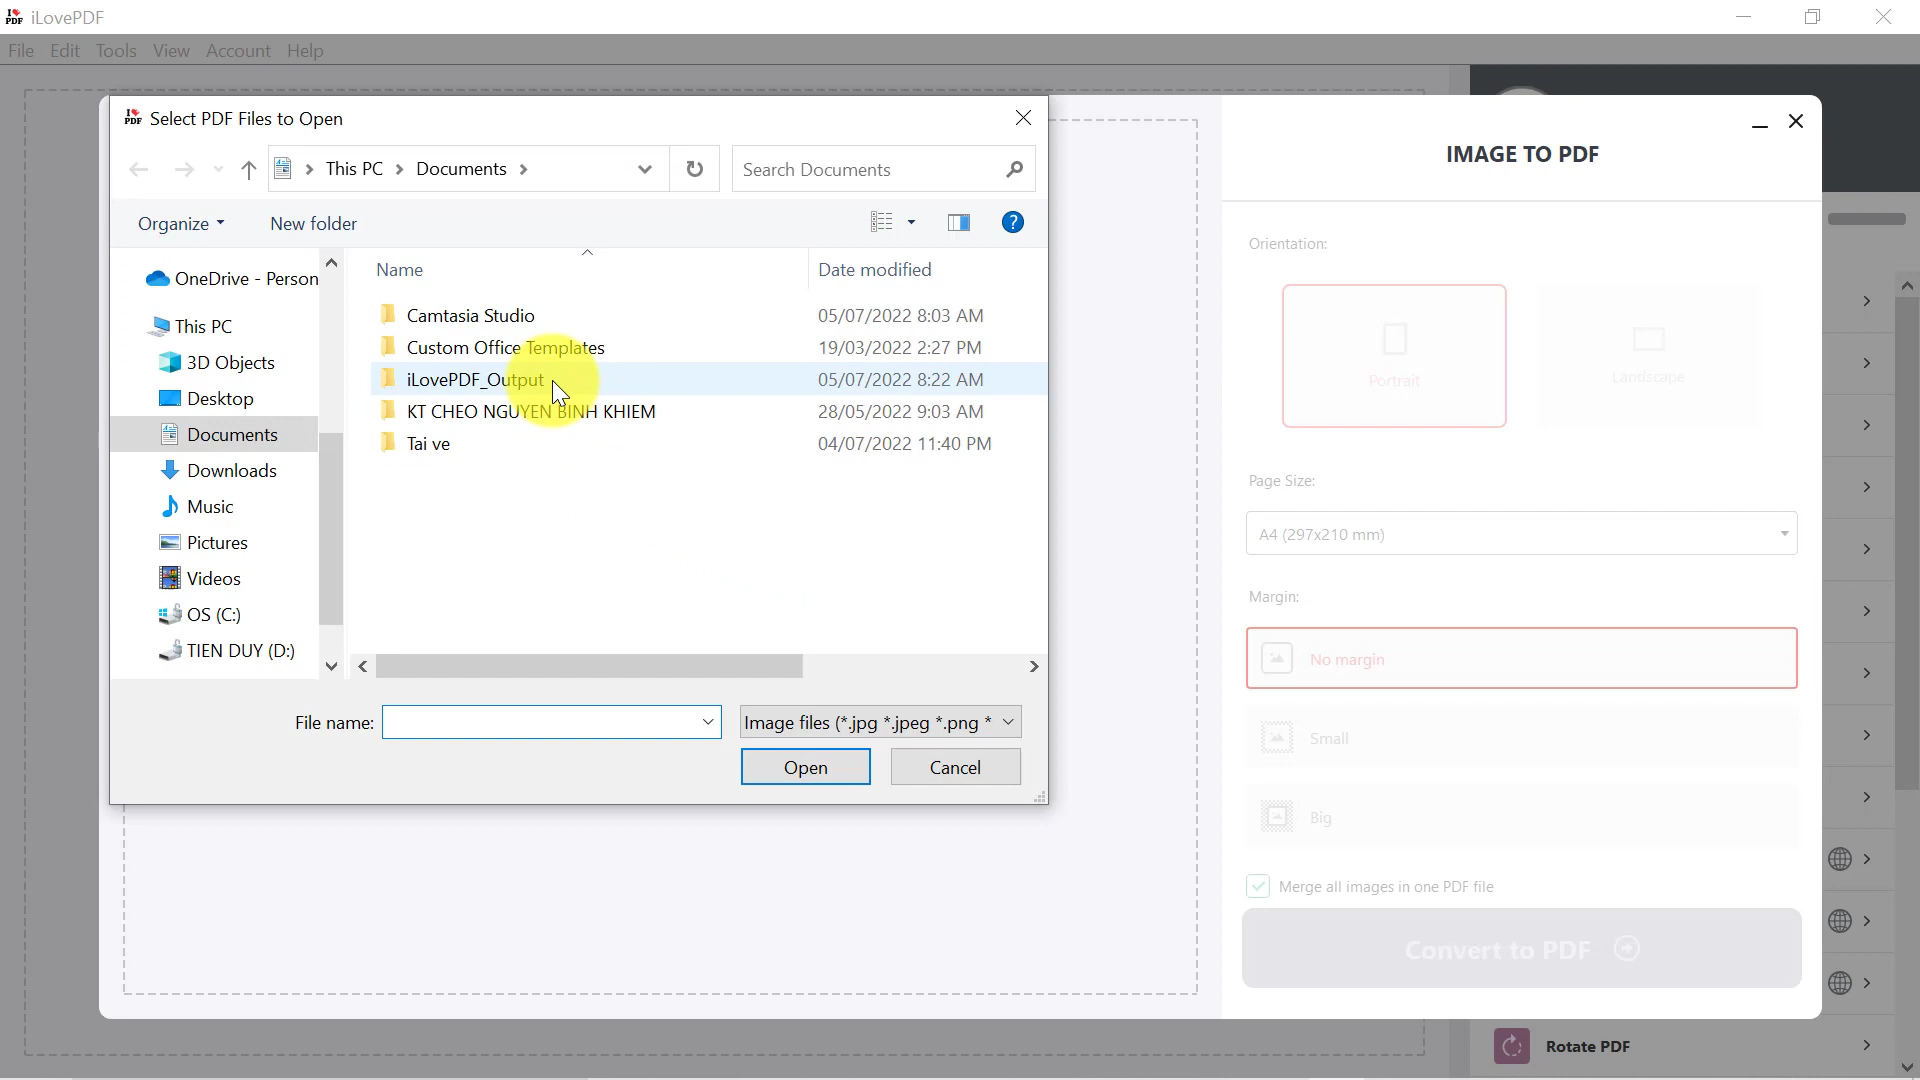 I PDF iLovePDF
File Edit Tools View Account Help
I PDF Select PDF Files to Open
This PC > Documents >
Search Documents
Organize
New folder
OneDrive - Person
This PC
3D Objects
Desktop
Documents
Downloads
Music
Pictures
Videos
OS (C:)
TIEN DUY (D:)
Name Date modified
Camtasia Studio 05/07/2022 8:03 AM
Custom Office Templates 19/03/2022 2:27 PM
iLovePDF_Output 05/07/2022 8:22 AM
KT CHEO NGUYEN BINH KHIEM 28/05/2022 9:03 AM
Tai ve 04/07/2022 11:40 PM
File name:
Image files (*.jpg *.jpeg *.png *
Open
Cancel
IMAGE TO PDF
Orientation:
Portrait
Landscape
Page Size:
A4 (297x210 mm)
Margin:
No margin
Small
Big
Merge all images in one PDF file
Convert to PDF
Rotate PDF